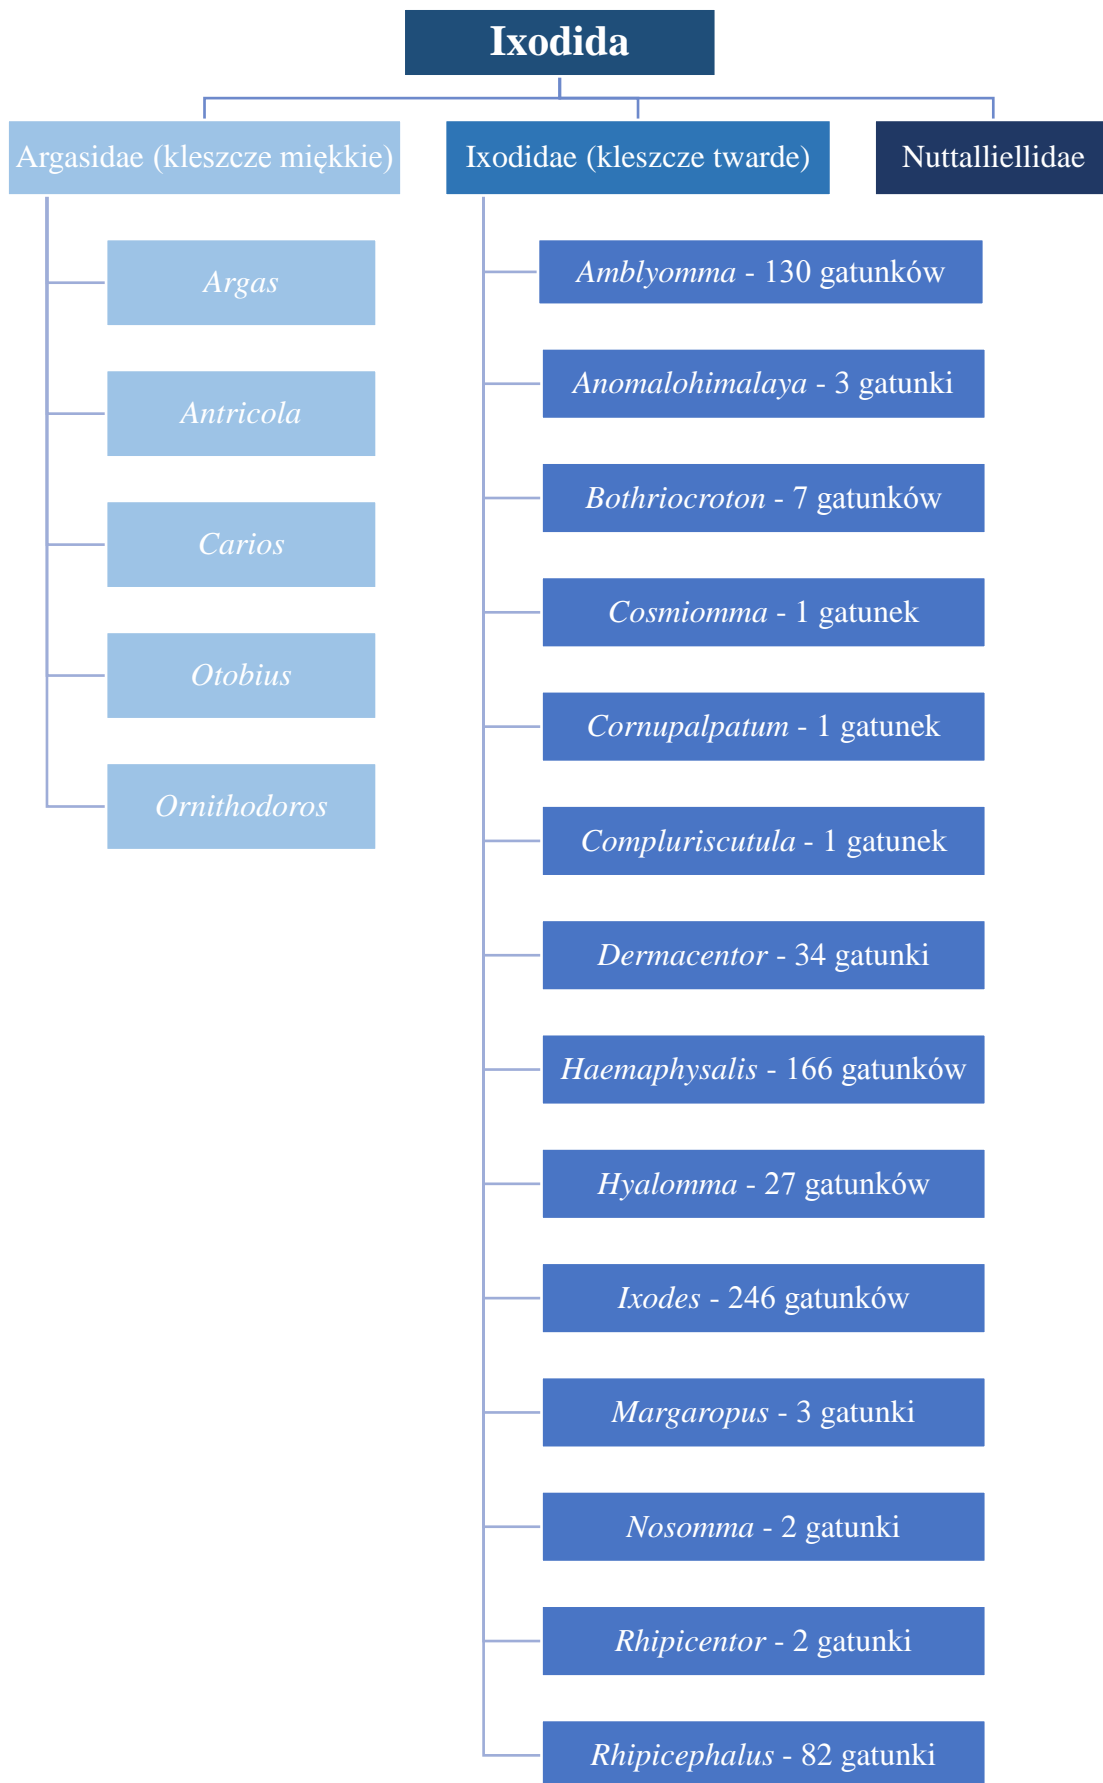 Ixodida
Argasidae (kleszcze miękkie)
Ixodidae (kleszcze twarde)
Nuttalliellidae
Argas
Antricola
Carios
Otobius
Ornithodoros
Amblyomma - 130 gatunków
Anomalohimalaya - 3 gatunki
Bothriocroton - 7 gatunków
Cosmiomma - 1 gatunek
Cornupalpatum - 1 gatunek
Compluriscutula - 1 gatunek
Dermacentor - 34 gatunki
Haemaphysalis - 166 gatunków
Hyalomma - 27 gatunków
Ixodes - 246 gatunków
Margaropus - 3 gatunki
Nosomma - 2 gatunki
Rhipicentor - 2 gatunki
Rhipicephalus - 82 gatunki